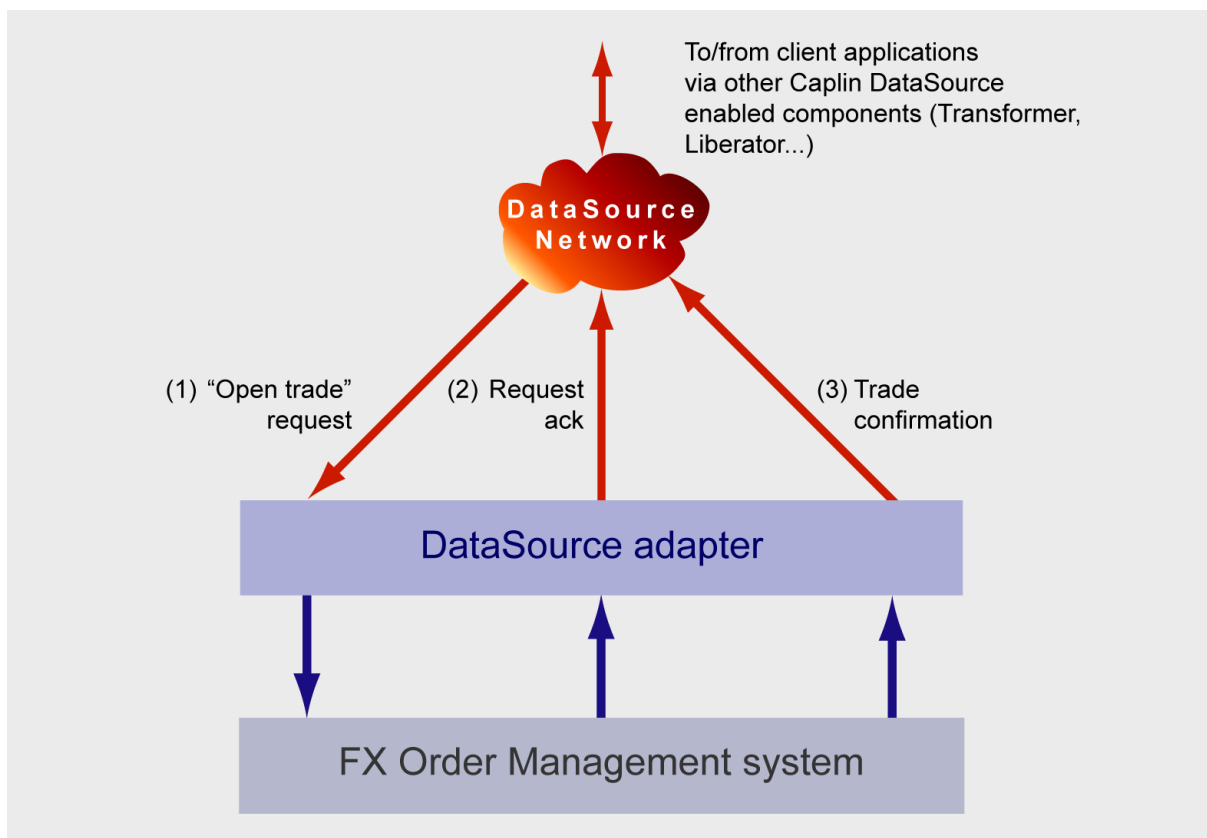 To/from client applications
via other Caplin DataSource
enabled components (Transformer,
Liberator...)
DataSource
Network
(1) “Open trade”
request
(2) Request
ack
(3) Trade
confirmation
DataSource adapter
FX Order Management system